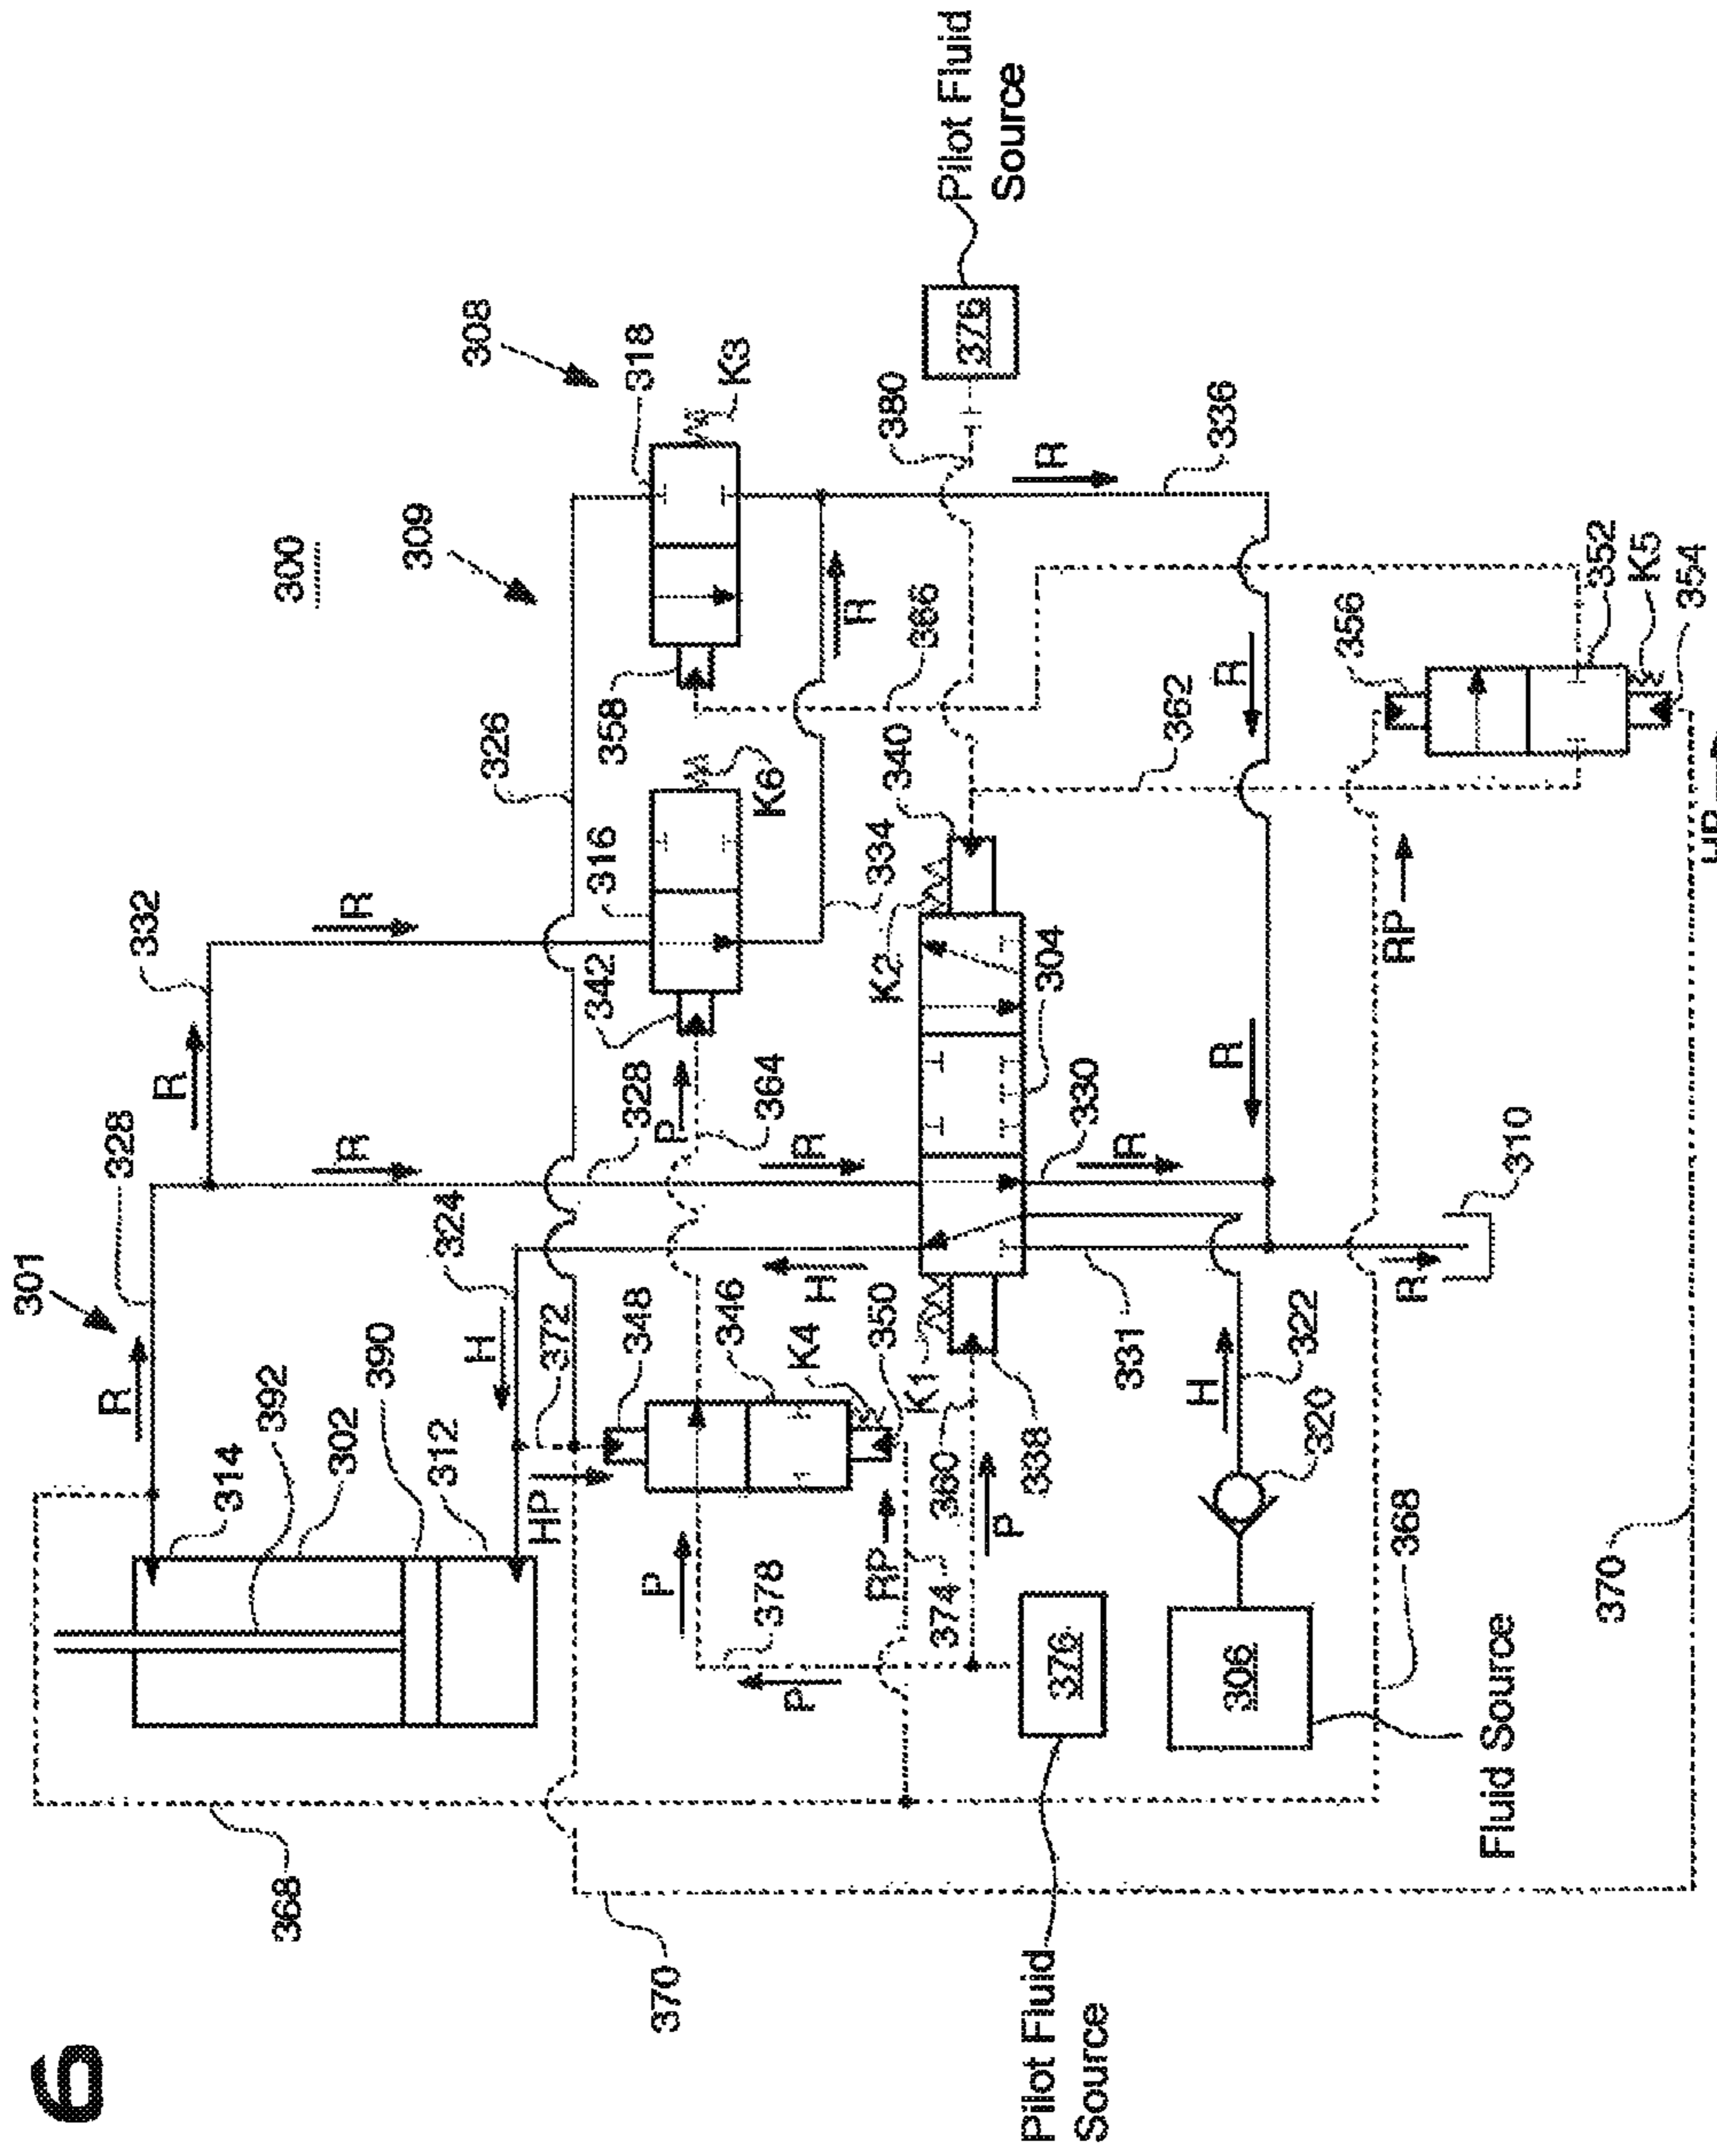 6
301
R
328
332
R
368
392
314
302
390
312
324
H
R
R
326
309
300
308
370
HP
372
348
R
316
318
P
378
P
346
K4
350
P
364
328
342
K6
358
K3
RP
374
360
K1
H
R
K2
340
334
R
366
380
Pilot Fluid
Source
Pilot Fluid
Source
376
P
338
331
330
304
R
336
376
306
Fluid Source
H
322
320
R
R
R
362
368
R
310
RP
356
370
352
K5
354
HP